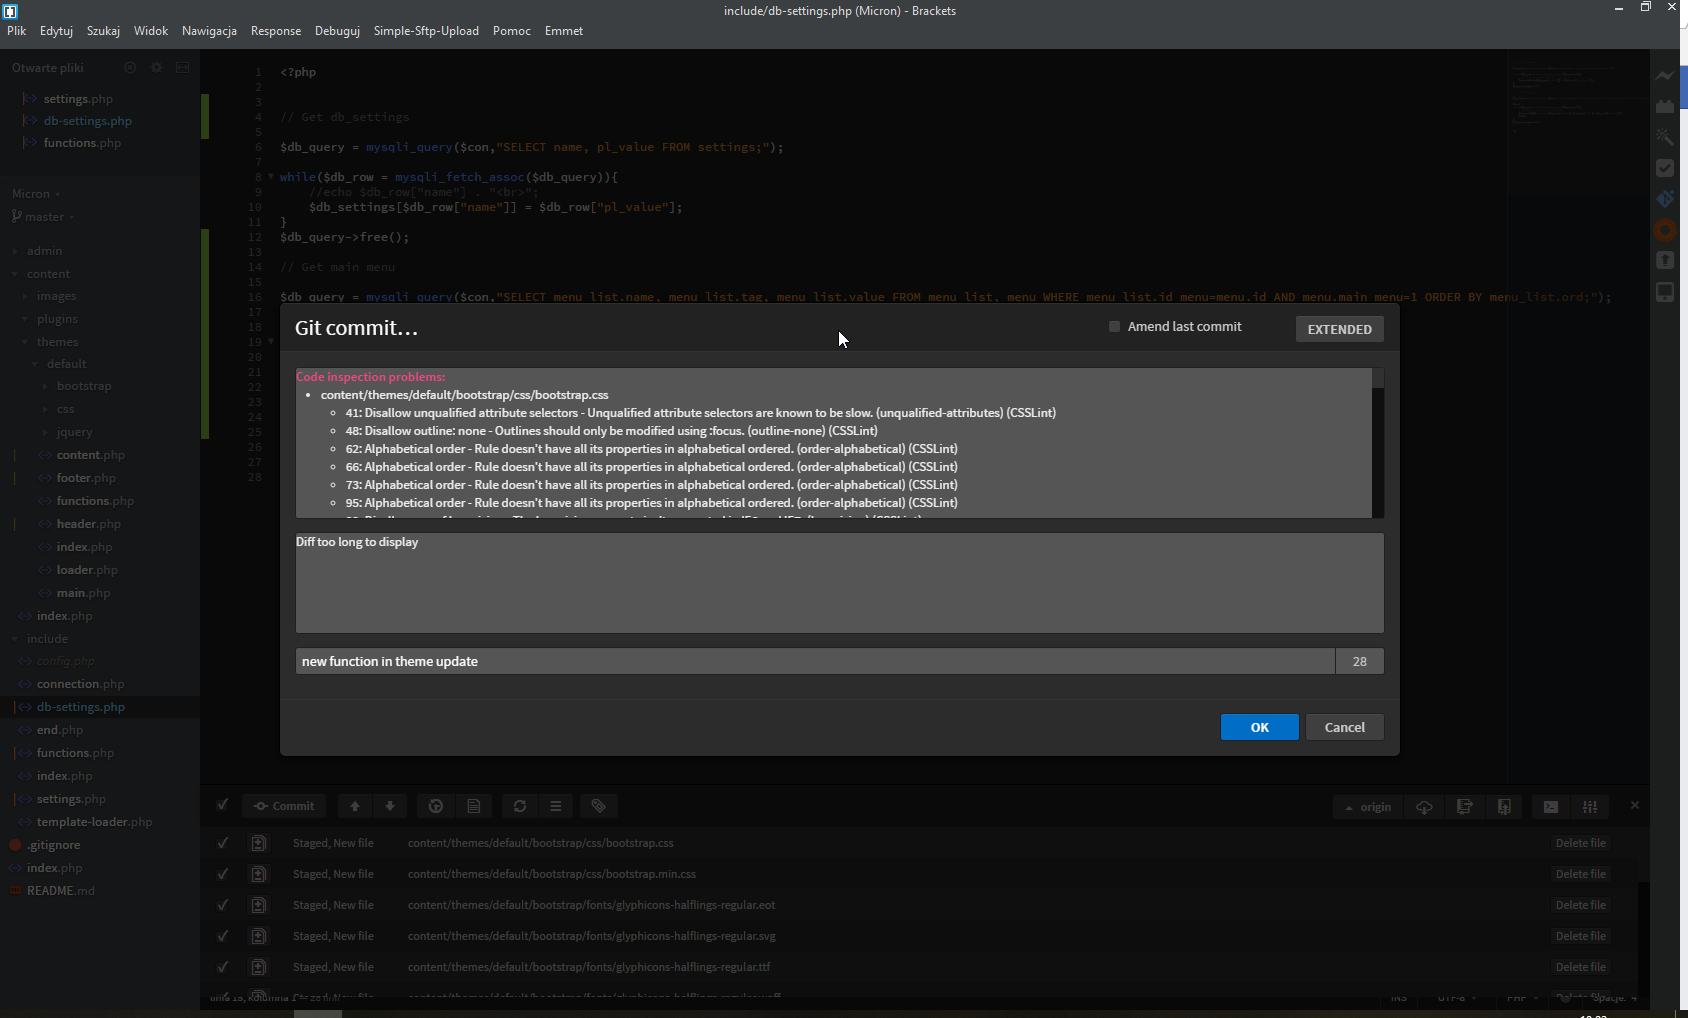 include/db-settings.php (Micron) - Brackets
Plik Edytuj Szukaj Widok Nawigacja Response Debuguj Simple-Sftp-Upload Pomoc Emmet
Otwarte pliki
settings.php
db-settings.php
functions.php
Micron
master
admin
content
images
plugins
themes
default
bootstrap
css
jquery
content.php
footer.php
functions.php
header.php
index.php
loader.php
main.php
index.php
include
config.php
connection.php
db-settings.php
end.php
functions.php
index.php
settings.php
template-loader.php
.gitignore
index.php
README.md
1 <?php
2
3
4 // Get db_settings
5
6 $db_query = mysqli_query($con,"SELECT name, pl_value FROM settings;");
7
8 while($db_row = mysqli_fetch_assoc($db_query)){
9 //echo $db_row["name"] . "<br>";
10 $db_settings[$db_row["name"]] = $db_row["pl_value"];
11 }
12 $db_query->free();
13
14 // Get main menu
15
16 $db_query = mysqli_query($con,"SELECT menu_list.name, menu_list.tag, menu_list.value FROM menu_list, menu WHERE menu_list.id_menu=menu.id AND menu.main_menu=1 ORDER BY menu_list.ord;");
17
18
19
20
21
22
23
24
25
26
27
28
Git commit...
Amend last commit
EXTENDED
Code inspection problems:
content/themes/default/bootstrap/css/bootstrap.css
41: Disallow unqualified attribute selectors - Unqualified attribute selectors are known to be slow. (unqualified-attributes) (CSSLint)
48: Disallow outline: none - Outlines should only be modified using :focus. (outline-none) (CSSLint)
62: Alphabetical order - Rule doesn't have all its properties in alphabetical ordered. (order-alphabetical) (CSSLint)
66: Alphabetical order - Rule doesn't have all its properties in alphabetical ordered. (order-alphabetical) (CSSLint)
73: Alphabetical order - Rule doesn't have all its properties in alphabetical ordered. (order-alphabetical) (CSSLint)
95: Alphabetical order - Rule doesn't have all its properties in alphabetical ordered. (order-alphabetical) (CSSLint)
Diff too long to display
new function in theme update 28
OK Cancel
Commit origin
Staged, New file content/themes/default/bootstrap/css/bootstrap.css Delete file
Staged, New file content/themes/default/bootstrap/css/bootstrap.min.css Delete file
Staged, New file content/themes/default/bootstrap/fonts/glyphicons-halflings-regular.eot Delete file
Staged, New file content/themes/default/bootstrap/fonts/glyphicons-halflings-regular.svg Delete file
Staged, New file content/themes/default/bootstrap/fonts/glyphicons-halflings-regular.ttf Delete file